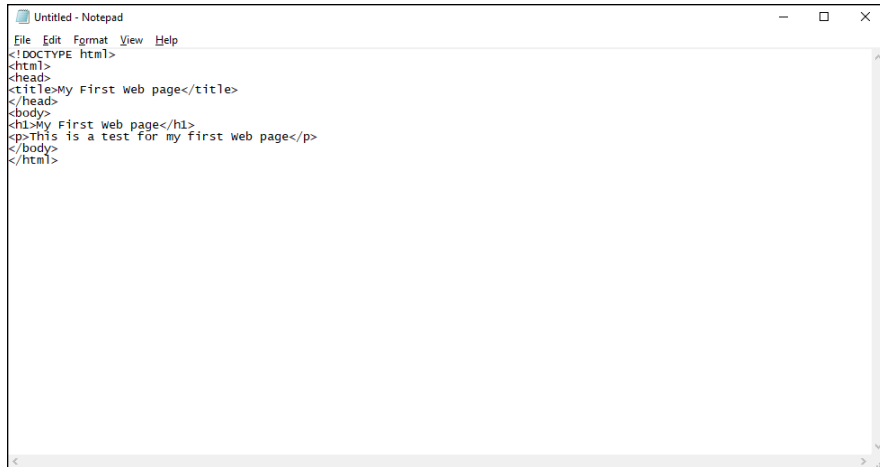 Untitled - Notepad
File Edit Format View Help
<!DOCTYPE html>
<html>
<head>
<title>My First Web page</title>
</head>
<body>
<h1>My First Web page</h1>
<p>This is a test for my first Web page</p>
</body>
</html>